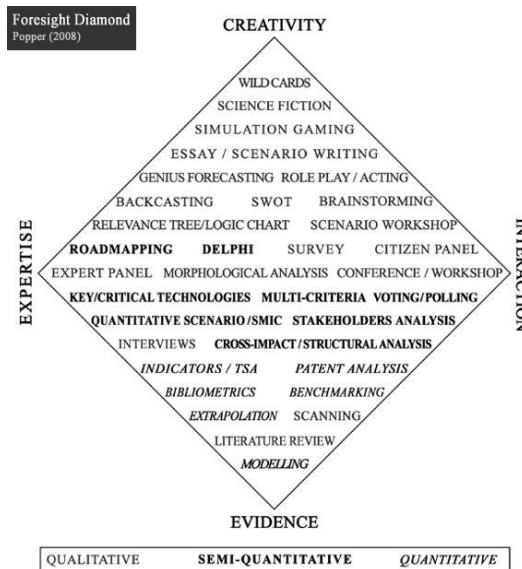 Foresight Diamond
Popper (2008)
CREATIVITY
WILD CARDS
SCIENCE FICTION
SIMULATION GAMING
ESSAY / SCENARIO WRITING
GENIUS FORECASTING ROLE PLAY / ACTING
BACKCASTING SWOT BRAINSTORMING
RELEVANCE TREE/LOGIC CHART SCENARIO WORKSHOP
ROADMAPPING DELPHI SURVEY CITIZEN PANEL
EXPERT PANEL MORPHOLOGICAL ANALYSIS CONFERENCE / WORKSHOP
KEY/CRITICAL TECHNOLOGIES MULTI-CRITERIA VOTING/POLLING
QUANTITATIVE SCENARIO/SMIC STAKEHOLDERS ANALYSIS
INTERVIEWS CROSS-IMPACT / STRUCTURAL ANALYSIS
INDICATORS / TSA PATENT ANALYSIS
BIBLIOMETRICS BENCHMARKING
EXTRAPOLATION SCANNING
LITERATURE REVIEW
MODELLING
EXPERTISE
INTERACTION
EVIDENCE
QUALITATIVE SEMI-QUANTITATIVE QUANTITATIVE